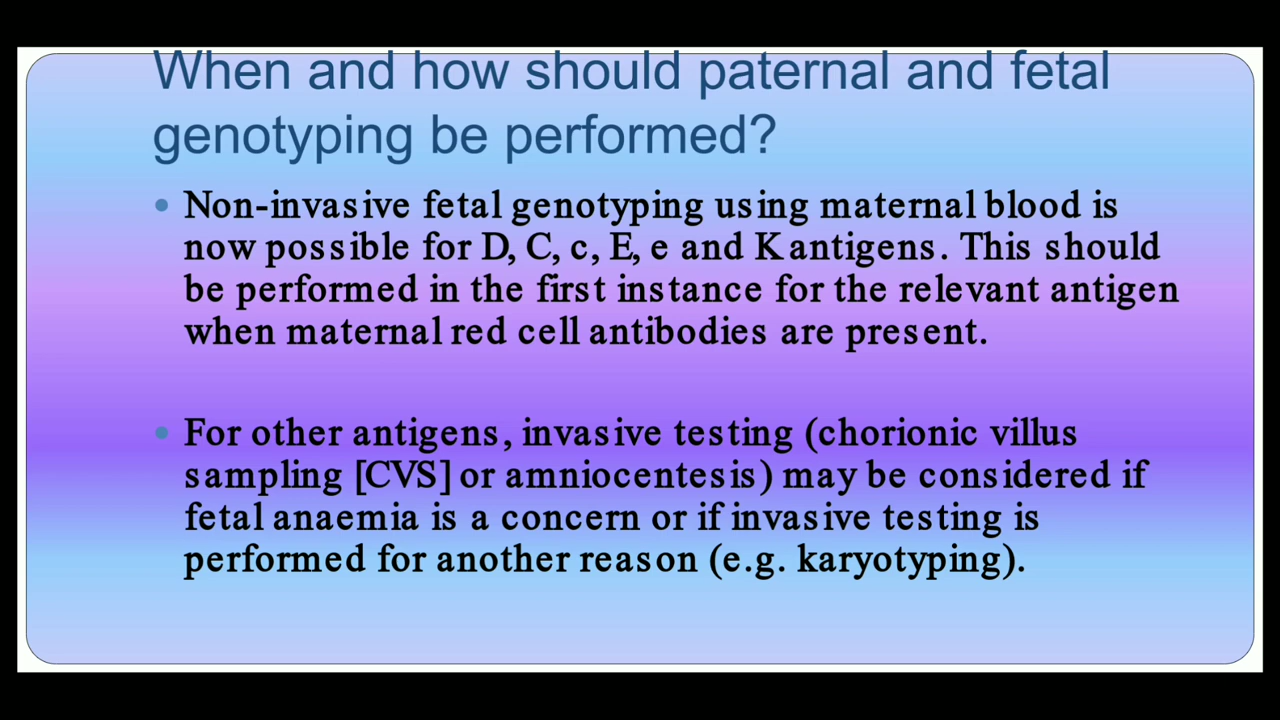 When and how should paternal and fetal
genotyping be performed?
• Non-invasive fetal genotyping using maternal blood is
now possible for D, C, c, E, e and K antigens. This should
be performed in the first instance for the relevant antigen
when maternal red cell antibodies are present.
• For other antigens, invasive testing (chorionic villus
sampling [CVS] or amniocentesis) may be considered if
fetal anaemia is a concern or if invasive testing is
performed for another reason (e.g. karyotyping).